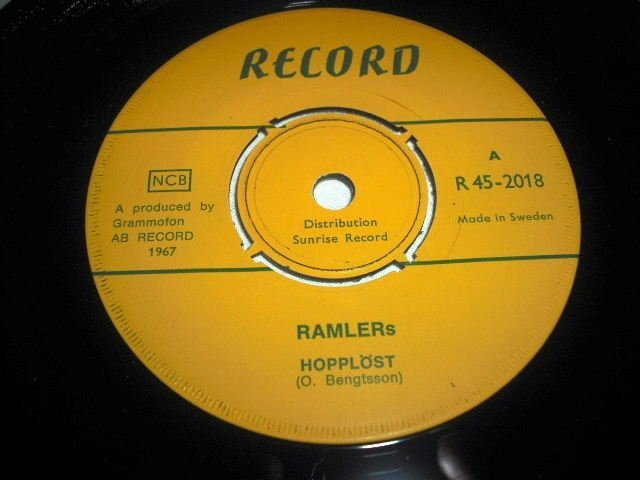 RECORD
A
R 45-2018
NCB
A produced by
Grammofon
AB RECORD
1967
Made in Sweden
Distribution
Sunrise Record
RAMLERs
HOPPLÖST
(O. Bengtsson)